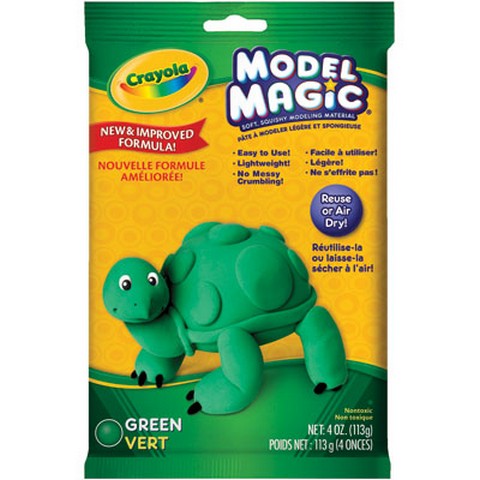 Crayola
MODEL
MAGIC®
SOFT, SQUISHY MODELING MATERIAL
PÂTE À MODELER LÉGÈRE ET SPONGIEUSE
NEW & IMPROVED
FORMULA!
NOUVELLE FORMULE
AMÉLIORÉE!
• Easy to Use!
• Lightweight!
• No Messy
Crumbling!
• Facile à utiliser!
• Légère!
• Ne s'effrite pas!
Reuse
or Air
Dry!
Réutilise-la
ou laisse-la
sécher à l'air!
GREEN
VERT
Nontoxic
Non toxique
NET: 4 OZ. (113g)
POIDS NET: 113 g (4 ONCES)